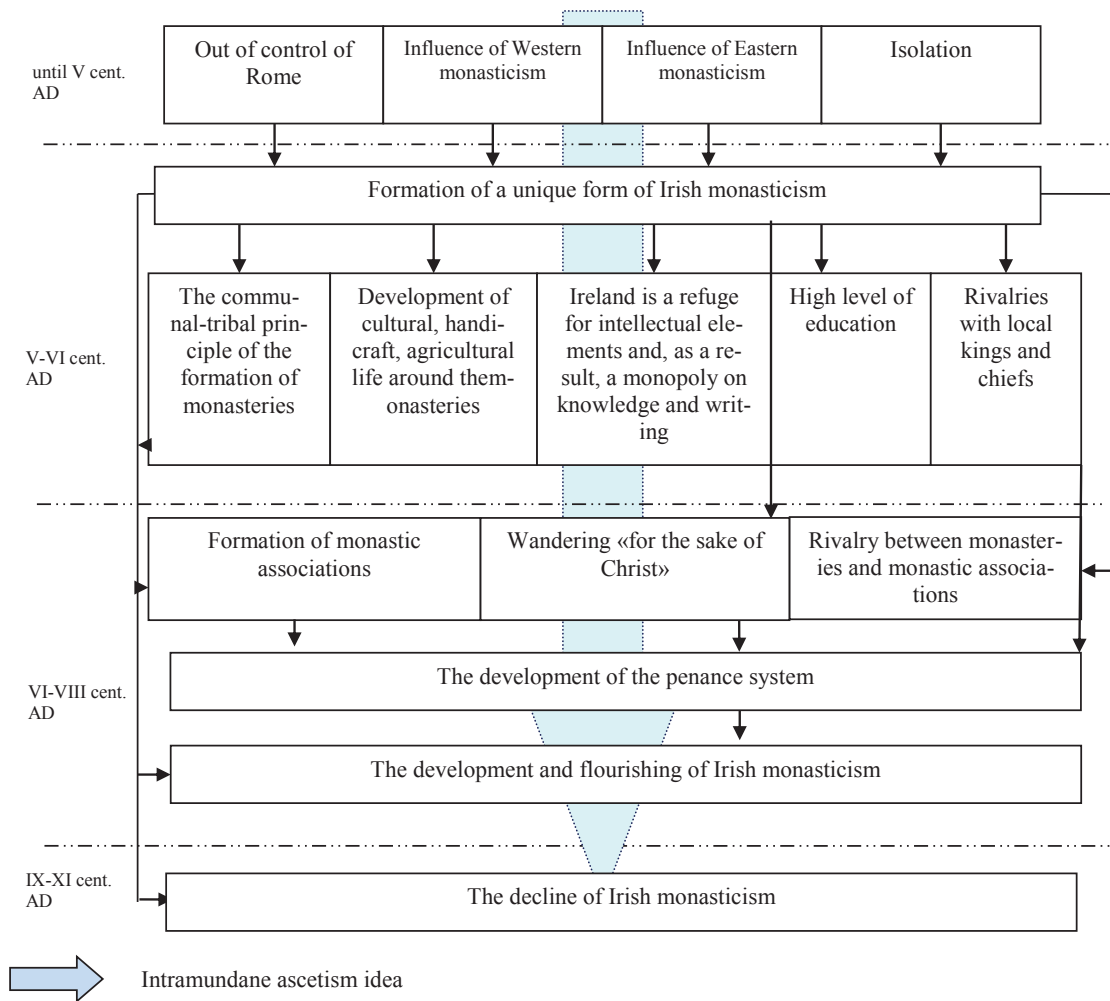 Out of control of
Rome
Influence of Western
monasticism
Influence of Eastern
monasticism
Isolation
until V cent.
AD
Formation of a unique form of Irish monasticism
The commu-
nal-tribal prin-
ciple of the
formation of
monasteries
Development of
cultural, handi-
craft, agricultural
life around them-
onasteries
Ireland is a refuge
for intellectual ele-
ments and, as a re-
sult, a monopoly on
knowledge and writ-
ing
High level of
education
Rivalries with local
kings and
chiefs
V-VI cent.
AD
Formation of monastic
associations
Wandering «for the sake of
Christ»
Rivalry between monaster-
ies and monastic associa-
tions
The development of the penance system
VI-VIII cent.
AD
The development and flourishing of Irish monasticism
IX-XI cent.
AD
The decline of Irish monasticism
Intramundane ascetism idea